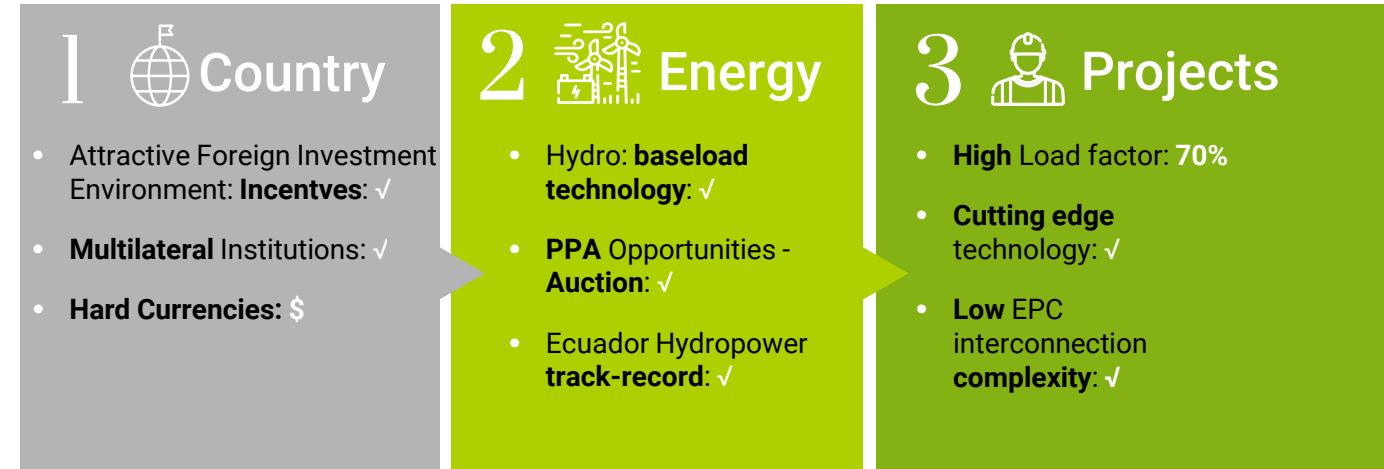 1 Country
• Attractive Foreign Investment
Environment: Incentves: √
• Multilateral Institutions: √
• Hard Currencies: $
2 Energy
• Hydro: baseload
technology: √
• PPA Opportunities -
Auction: √
• Ecuador Hydropower
track-record: √
3 Projects
• High Load factor: 70%
• Cutting edge
technology: √
• Low EPC
interconnection
complexity: √